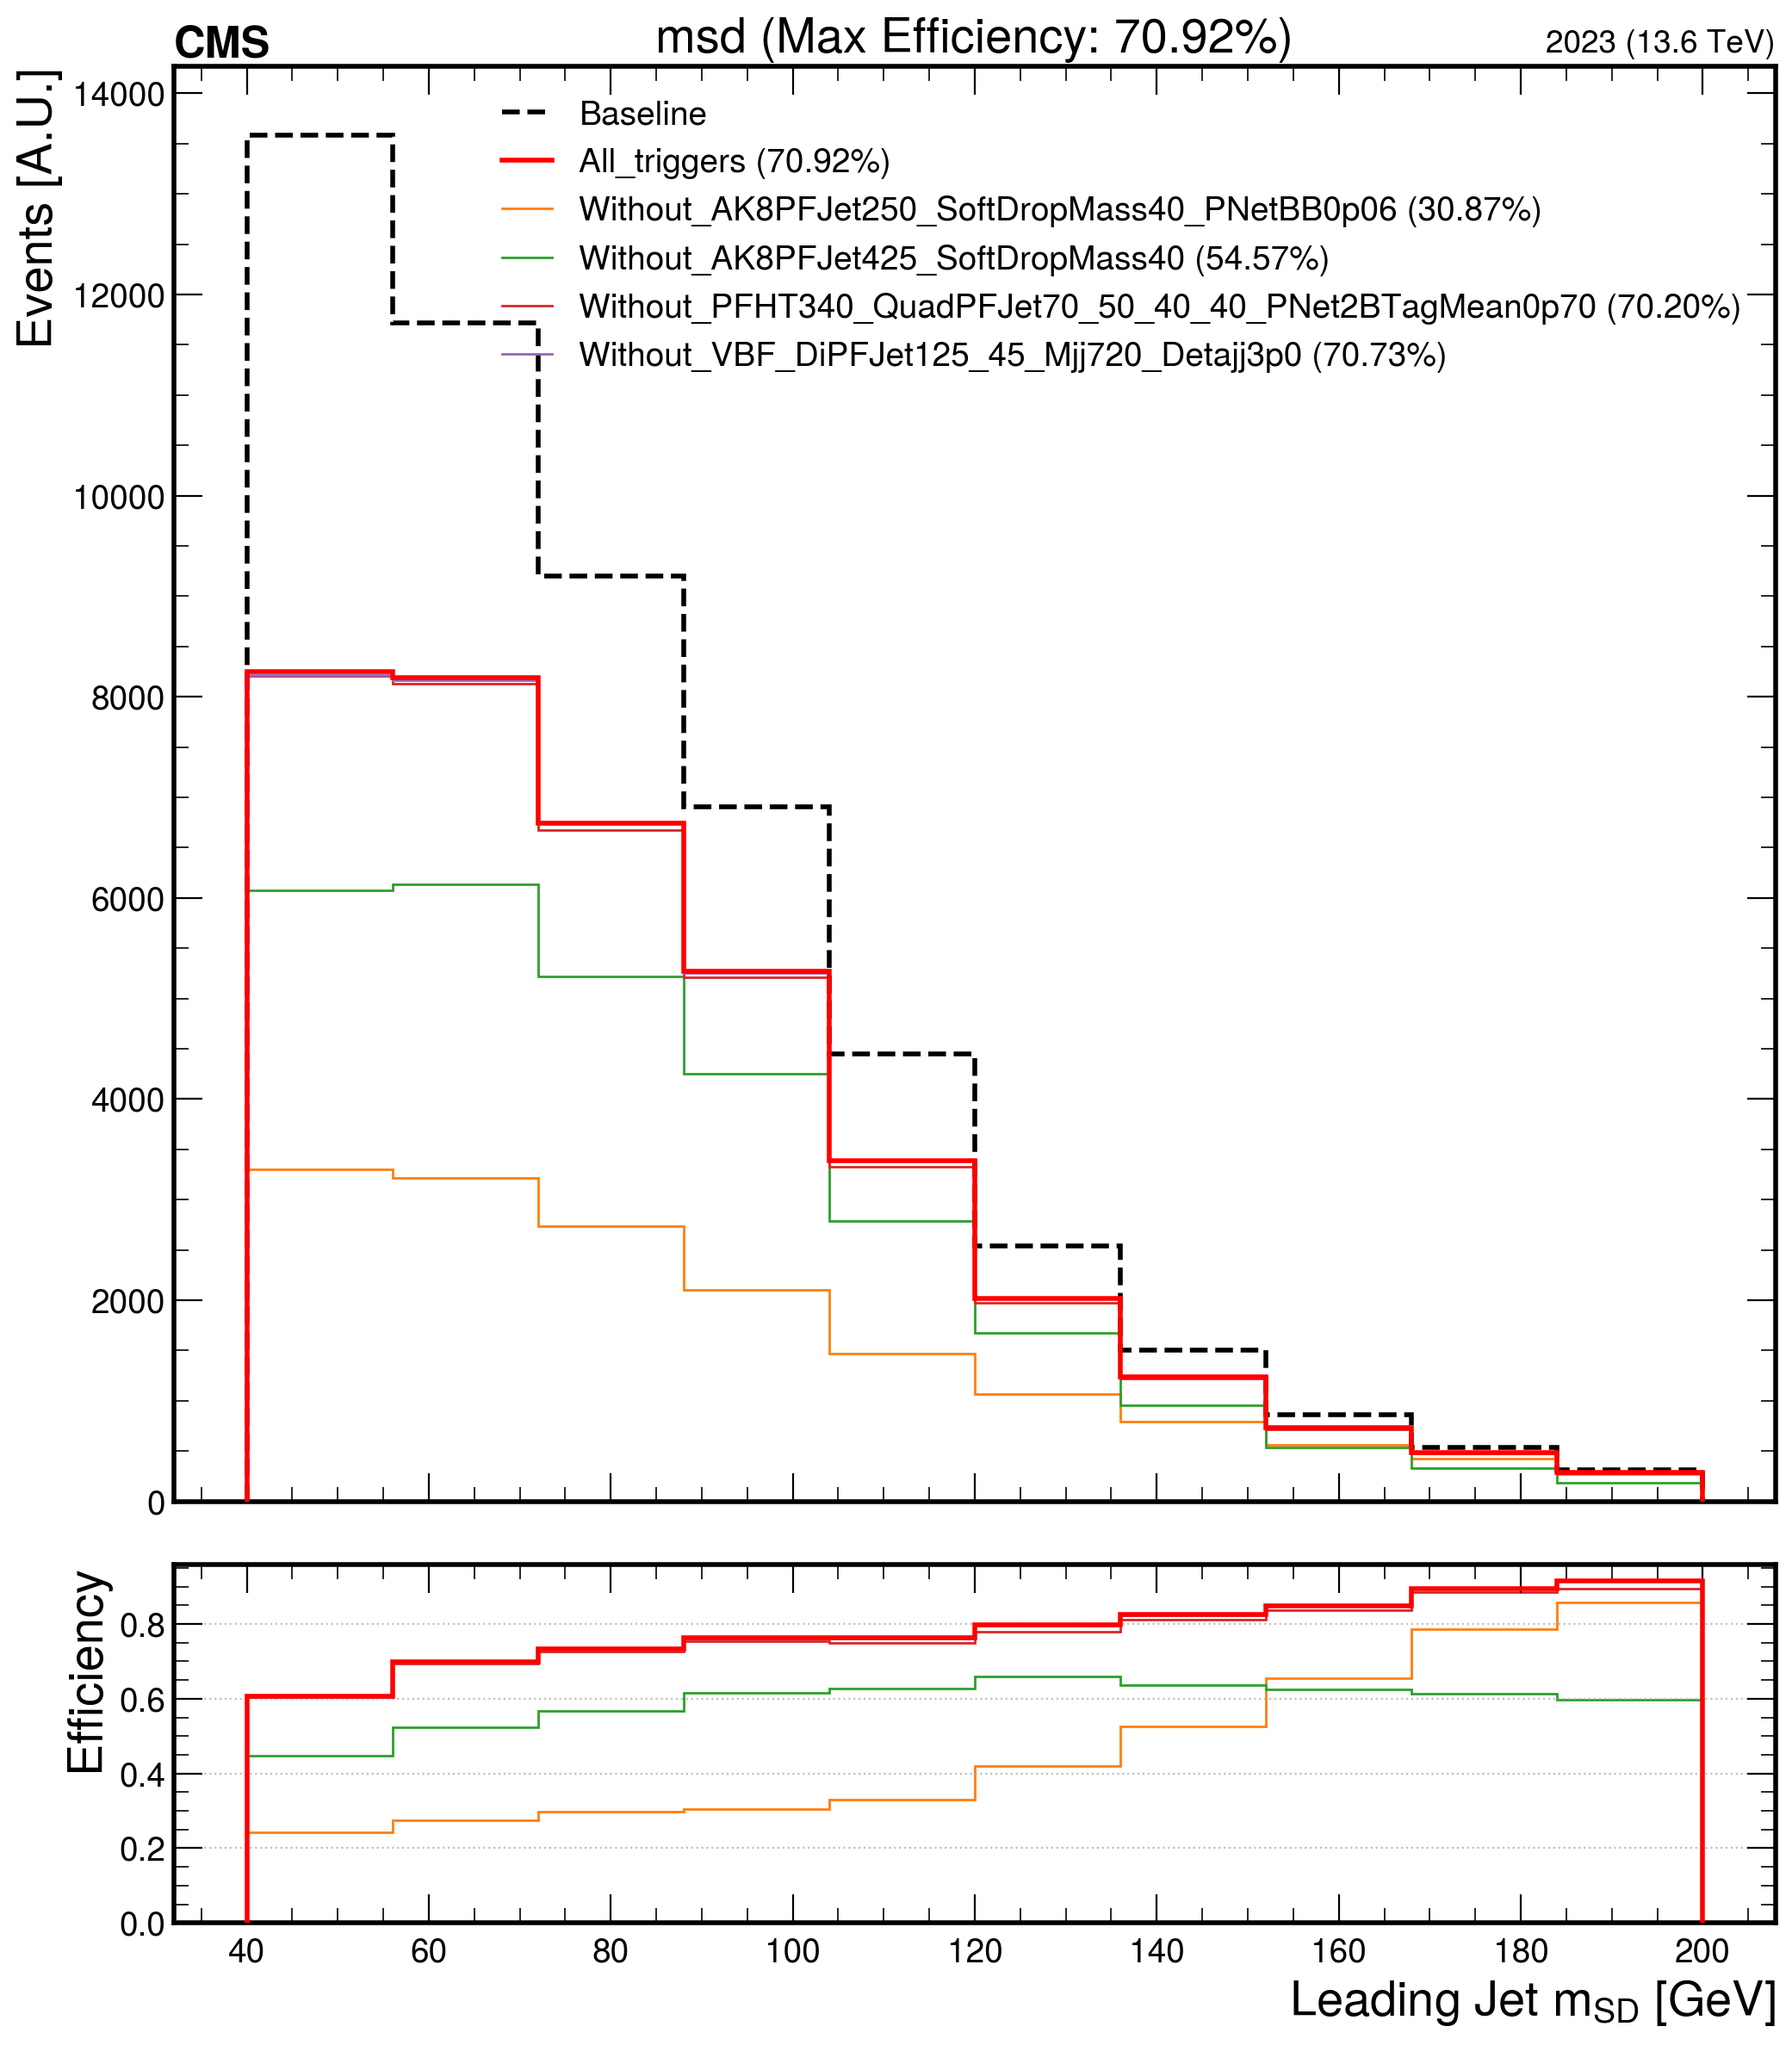 CMS
msd (Max Efficiency: 70.92%)
2023 (13.6 TeV)
Events [A.U.]
14000
12000
10000
8000
6000
4000
2000
0
Baseline
All_triggers (70.92%)
Without_AK8PFJet250_SoftDropMass40_PNetBB0p06 (30.87%)
Without_AK8PFJet425_SoftDropMass40 (54.57%)
Without_PFHT340_QuadPFJet70_50_40_40_PNet2BTagMean0p70 (70.20%)
Without_VBF_DiPFJet125_45_Mjj720_Detajj3p0 (70.73%)
Efficiency
0.8
0.6
0.4
0.2
0.0
40 60 80 100 120 140 160 180 200
Leading Jet m_SD [GeV]